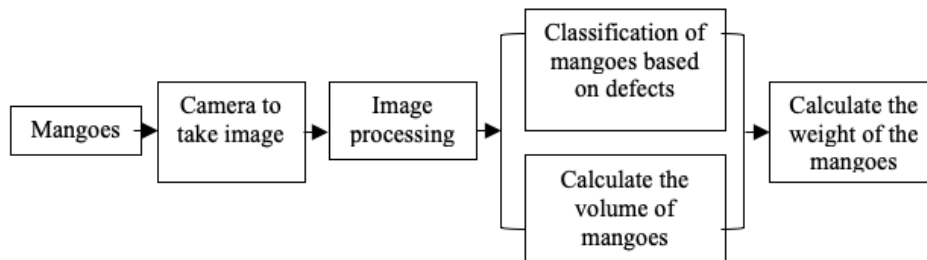 Mangoes
Camera to
take image
Image
processing
Classification of
mangoes based
on defects
Calculate the
volume of
mangoes
Calculate the
weight of the
mangoes